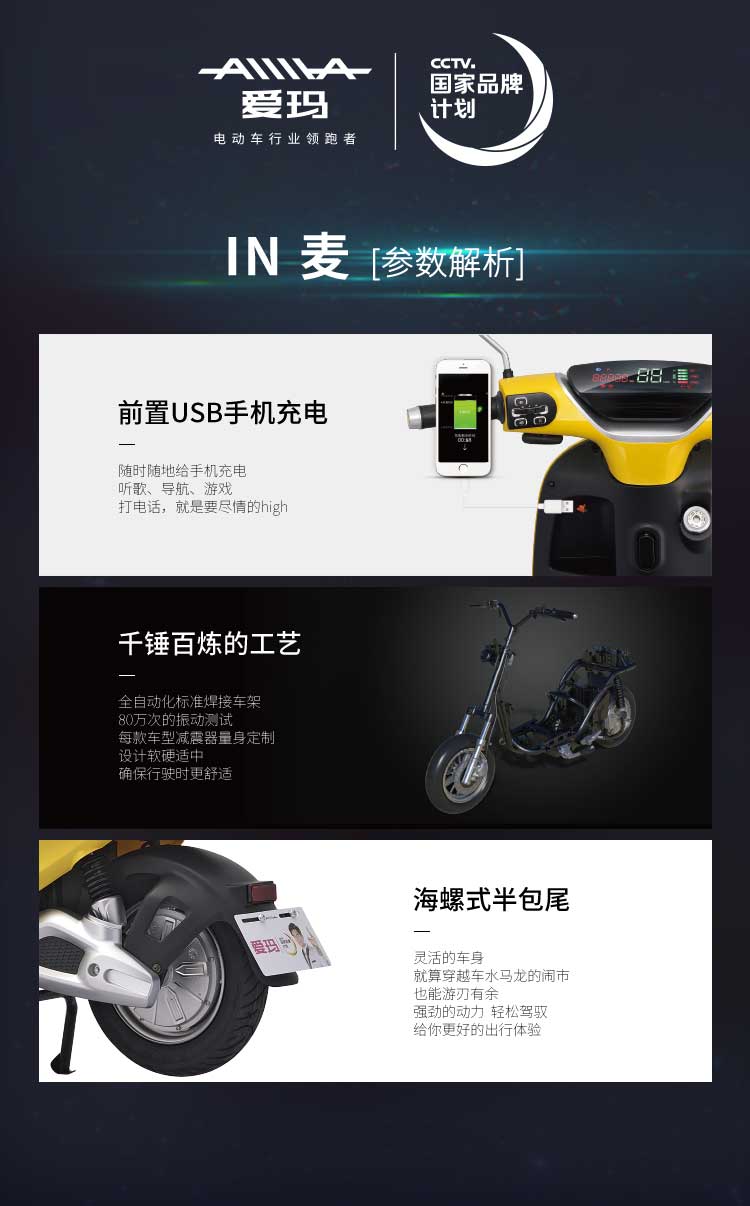 AIMA
爱玛
电动车行业领跑者
CCTV.
国家品牌
计划
IN 麦 [参数解析]
前置USB手机充电
随时随地给手机充电
听歌、导航、游戏
打电话，就是要尽情的high
千锤百炼的工艺
全自动化标准焊接车架
80万次的振动测试
每款车型减震器量身定制
设计软硬适中
确保行驶时更舒适
海螺式半包尾
灵活的车身
就算穿越车水马龙的闹市
也能游刃有余
强劲的动力 轻松驾驭
给你更好的出行体验
爱玛